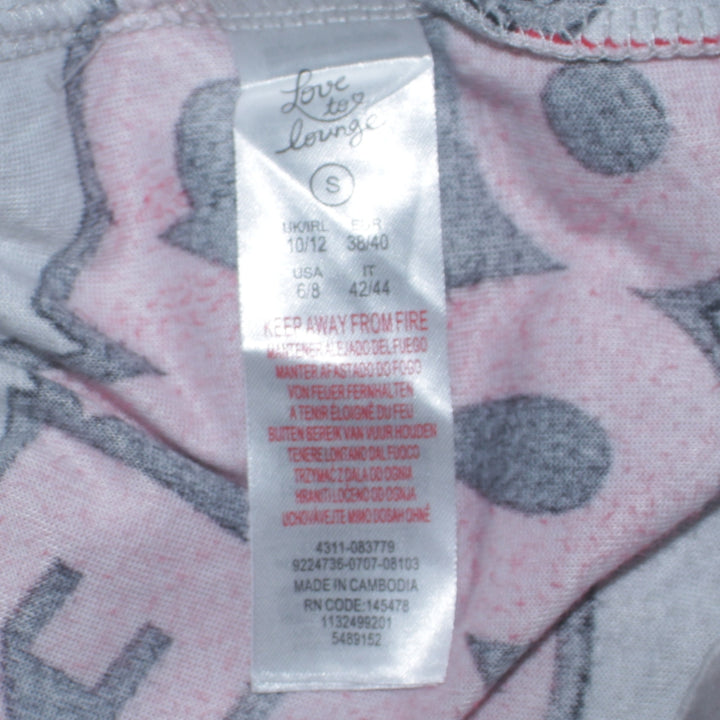 Love
to
lounge
S
UK/IRL EUR
10/12 38/40
USA IT
6/8 42/44
KEEP AWAY FROM FIRE
MANTENER ALEJADO DEL FUEGO
MANTER AFASTADO DO FOGO
VON FEUER FERNHALTEN
A TENIR ÉLOIGNÉ DU FEU
BUITEN BEREIK VAN VUUR HOUDEN
TENERE LONTANO DAL FUOCO
TRZYMAĆ Z DALA OD OGNIA
HRANITI LOČENO OD OGNJA
UCHOVÁVEJTE MIMO DOSAH OHNĚ
4311-083779
9224736-0707-08103
MADE IN CAMBODIA
RN CODE:145478
1132499201
5489152